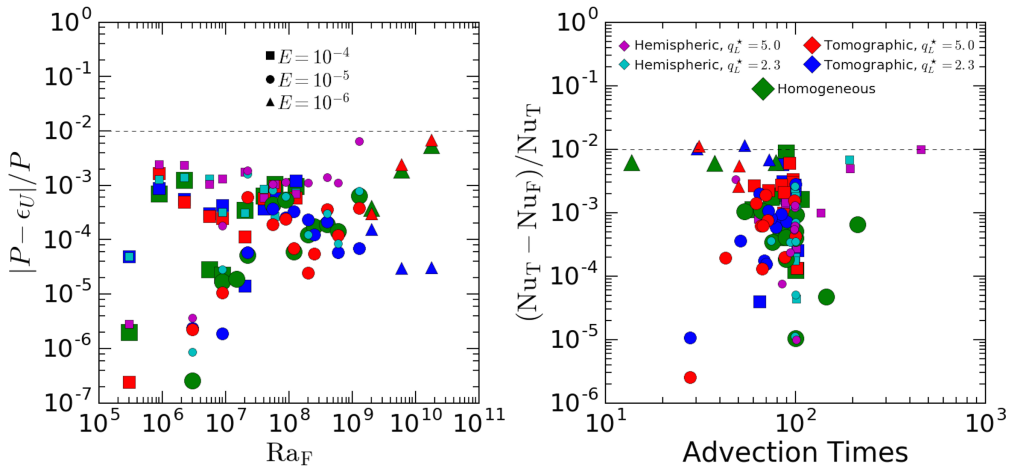 |P − ϵ_U|/P
10^0
10^-1
10^-2
10^-3
10^-4
10^-5
10^-6
10^-7
E = 10^-4
E = 10^-5
E = 10^-6
10^5 10^6 10^7 10^8 10^9 10^10 10^11
Ra_F
(Nu_T − Nu_F)/Nu_T
10^0
10^-1
10^-2
10^-3
10^-4
10^-5
10^-6
Hemispheric, q_L^⋆ = 5.0 Tomographic, q_L^⋆ = 5.0
Hemispheric, q_L^⋆ = 2.3 Tomographic, q_L^⋆ = 2.3
Homogeneous
10^1 10^2 10^3
Advection Times